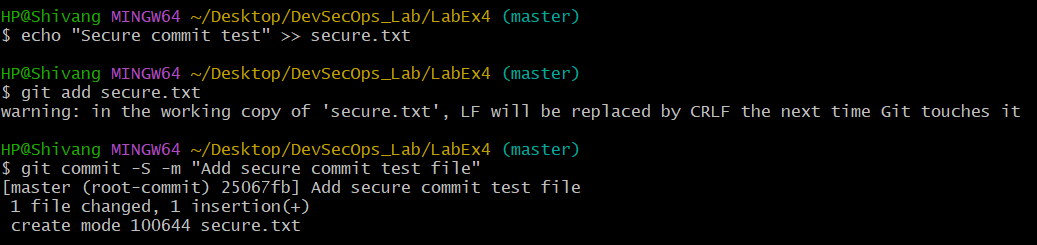 HP@Shivang MINGW64 ~/Desktop/DevSecOps_Lab/LabEx4 (master)
$ echo "Secure commit test" >> secure.txt
HP@Shivang MINGW64 ~/Desktop/DevSecOps_Lab/LabEx4 (master)
$ git add secure.txt
warning: in the working copy of 'secure.txt', LF will be replaced by CRLF the next time Git touches it
HP@Shivang MINGW64 ~/Desktop/DevSecOps_Lab/LabEx4 (master)
$ git commit -S -m "Add secure commit test file"
[master (root-commit) 25067fb] Add secure commit test file
 1 file changed, 1 insertion(+)
 create mode 100644 secure.txt